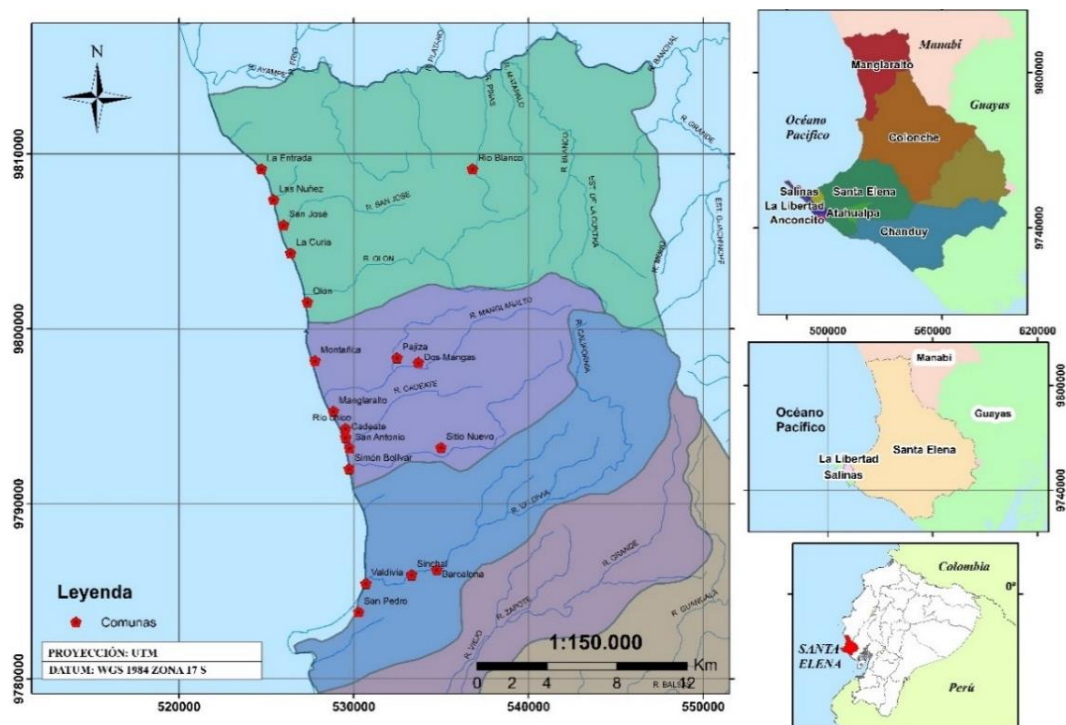 N
R. AYAMPE
R. FRIO
R. PLATANO
R. PIÑAS
R. MATAPALO
R. BLANCO
R. GRANDE
La Entrada
Rio Blanco
Las Nuñez
R. SAN JOSE
San José
La Curia
R. OLON
Olon
R. MANGLARALTO
R. CALIFORNIA
Montañita
Pajiza
Dos Mangas
R. CADEATE
Manglaralto
Río chico
Cadeate
San Antonio
Sitio Nuevo
Simón Bolívar
R. VALDIVIA
Sinchal
Valdivia
Barcelona
San Pedro
R. GRANDE
R. ZAPOTE
R. VIEJO
R. GUANGALA
Leyenda
Comunas
PROYECCIÓN: UTM
DATUM: WGS 1984 ZONA 17 S
1:150.000
Km
0 2 4 8 12
9810000
9800000
9790000
9780000
520000 530000 540000 550000
Manabí
Manglaralto
Océano
Pacífico
Guayas
Colonche
Salinas
Santa Elena
La Libertad
Atahualpa
Anconcito
Chanduy
9800000
9740000
500000 560000 620000
Manabí
Océano
Pacífico
Guayas
Santa Elena
La Libertad
Salinas
9800000
9740000
Colombia
0°
SANTA
ELENA
Perú